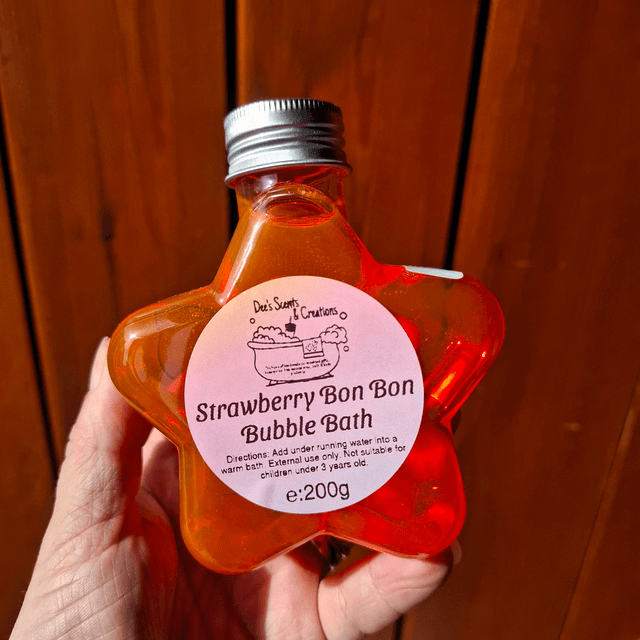 Dee's Scents
& Creations
Strawberry Bon Bon
Bubble Bath
Directions: Add under running water into a
warm bath. External use only. Not suitable for
children under 3 years old.
e:200g